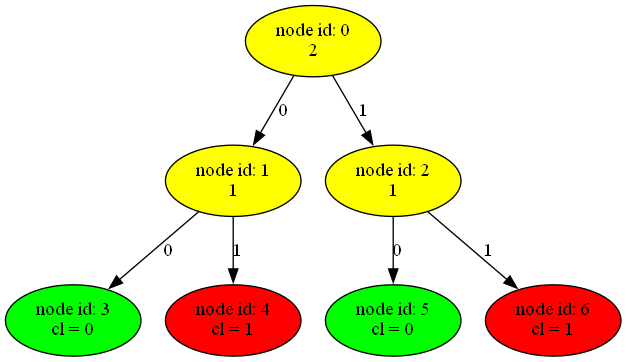 node id: 0
2
0
1
node id: 1
1
node id: 2
1
0
1
0
1
node id: 3
cl = 0
node id: 4
cl = 1
node id: 5
cl = 0
node id: 6
cl = 1